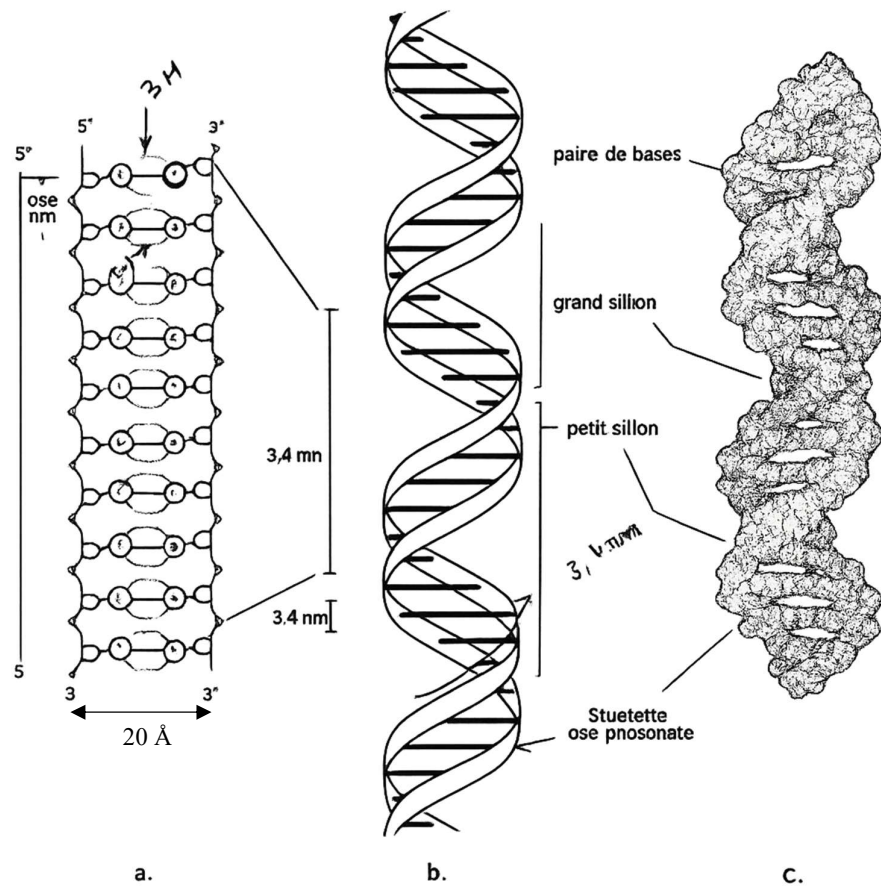 3H
5"
3"
5"
ose
nm
paire de bases
grand sillıon
petit sillon
3,4 mn
3.4 nm
5
3
3"
20 Å
Stuetette
ose pnosonate
a.
b.
c.